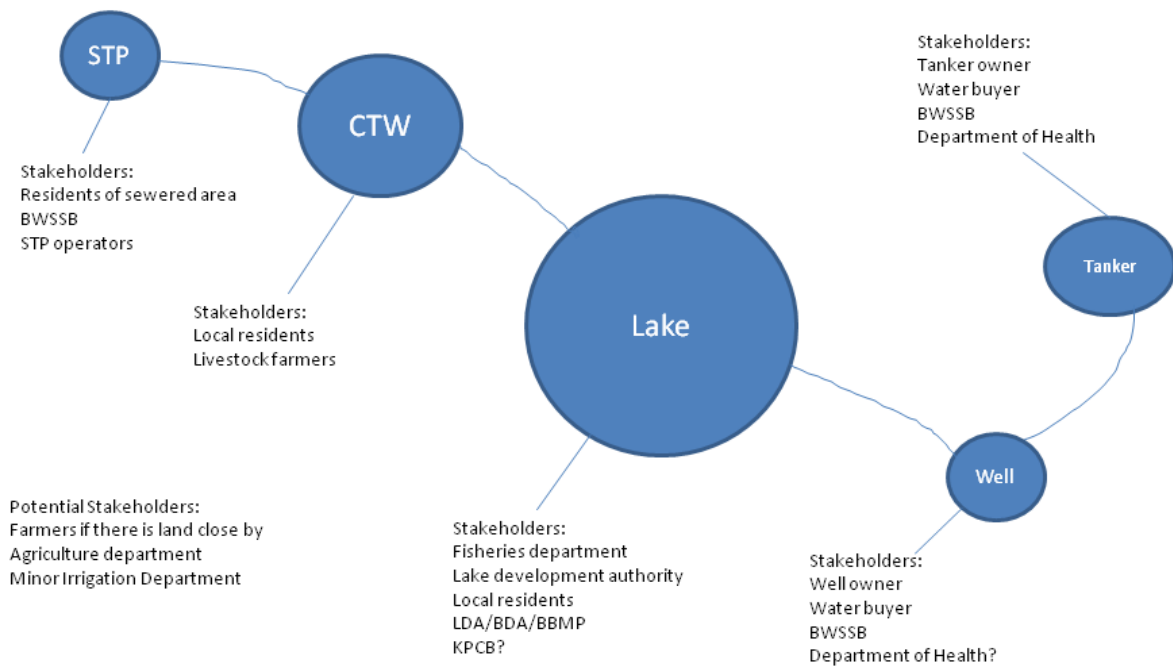 STP
Stakeholders:
Residents of sewered area
BWSSB
STP operators
CTW
Stakeholders:
Local residents
Livestock farmers
Lake
Stakeholders:
Fisheries department
Lake development authority
Local residents
LDA/BDA/BBMP
KPCB?
Well
Stakeholders:
Well owner
Water buyer
BWSSB
Department of Health?
Tanker
Stakeholders:
Tanker owner
Water buyer
BWSSB
Department of Health
Potential Stakeholders:
Farmers if there is land close by
Agriculture department
Minor Irrigation Department